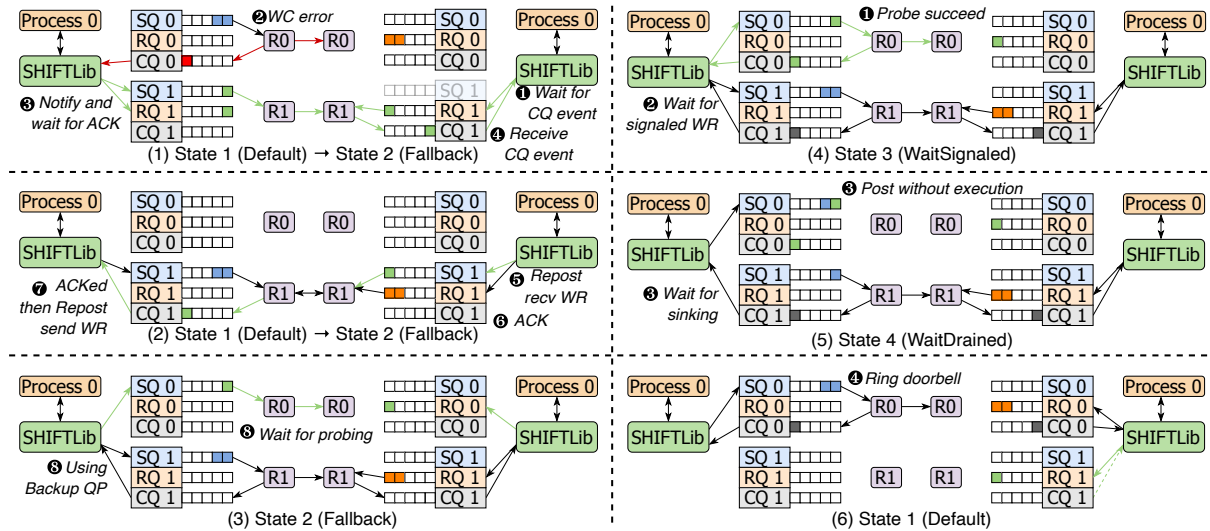 Process 0
SHIFTLib
❸ Notify and
wait for ACK
SQ 0
RQ 0
CQ 0
SQ 1
RQ 1
CQ 1
❷WC error
R0
R0
R1
R1
SQ 0
RQ 0
CQ 0
SQ 1
RQ 1
CQ 1
Process 0
SHIFTLib
❶ Wait for
CQ event
❹ Receive
CQ event
(1) State 1 (Default) → State 2 (Fallback)
Process 0
SHIFTLib
❼ ACKed
then Repost
send WR
SQ 0
RQ 0
CQ 0
SQ 1
RQ 1
CQ 1
R0
R0
R1
R1
SQ 0
RQ 0
CQ 0
SQ 1
RQ 1
CQ 1
Process 0
SHIFTLib
❺ Repost
recv WR
❻ ACK
(2) State 1 (Default) → State 2 (Fallback)
Process 0
SHIFTLib
❽ Using
Backup QP
SQ 0
RQ 0
CQ 0
SQ 1
RQ 1
CQ 1
R0
R0
❽ Wait for probing
R1
R1
SQ 0
RQ 0
CQ 0
SQ 1
RQ 1
CQ 1
Process 0
SHIFTLib
(3) State 2 (Fallback)
Process 0
SHIFTLib
❷ Wait for
signaled WR
SQ 0
RQ 0
CQ 0
SQ 1
RQ 1
CQ 1
❶ Probe succeed
R0
R0
R1
R1
SQ 0
RQ 0
CQ 0
SQ 1
RQ 1
CQ 1
Process 0
SHIFTLib
(4) State 3 (WaitSignaled)
Process 0
SHIFTLib
❸ Wait for
sinking
SQ 0
RQ 0
CQ 0
SQ 1
RQ 1
CQ 1
❸ Post without execution
R0
R0
R1
R1
SQ 0
RQ 0
CQ 0
SQ 1
RQ 1
CQ 1
Process 0
SHIFTLib
(5) State 4 (WaitDrained)
Process 0
SHIFTLib
SQ 0
RQ 0
CQ 0
SQ 1
RQ 1
CQ 1
❹ Ring doorbell
R0
R0
R1
R1
SQ 0
RQ 0
CQ 0
SQ 1
RQ 1
CQ 1
Process 0
SHIFTLib
(6) State 1 (Default)